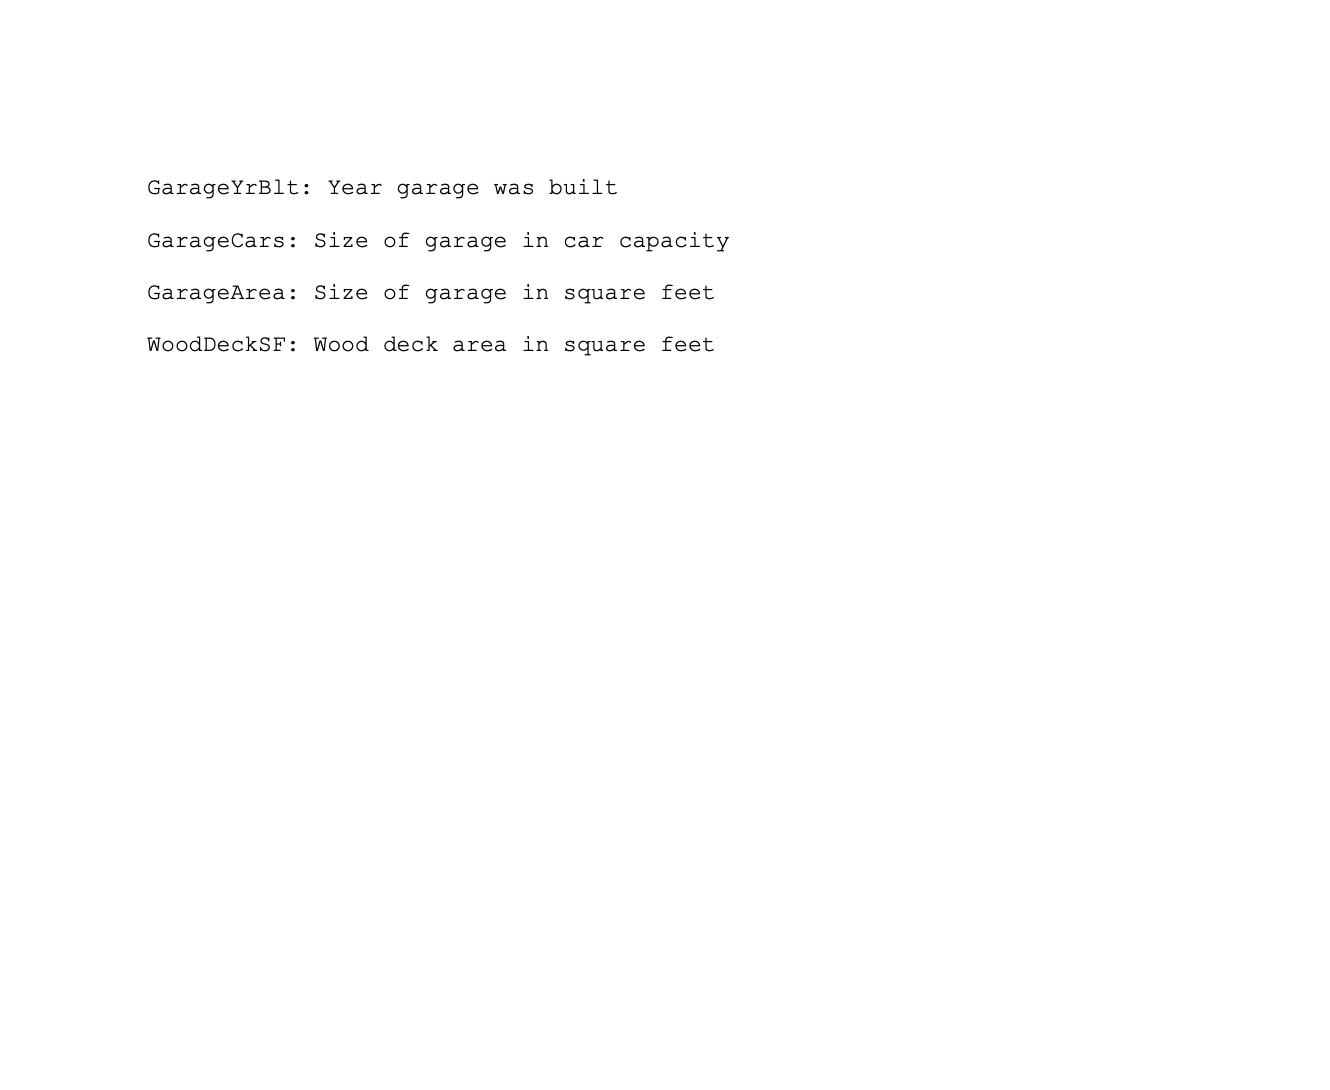 GarageYrBlt: Year garage was built
GarageCars: Size of garage in car capacity
GarageArea: Size of garage in square feet
WoodDeckSF: Wood deck area in square feet